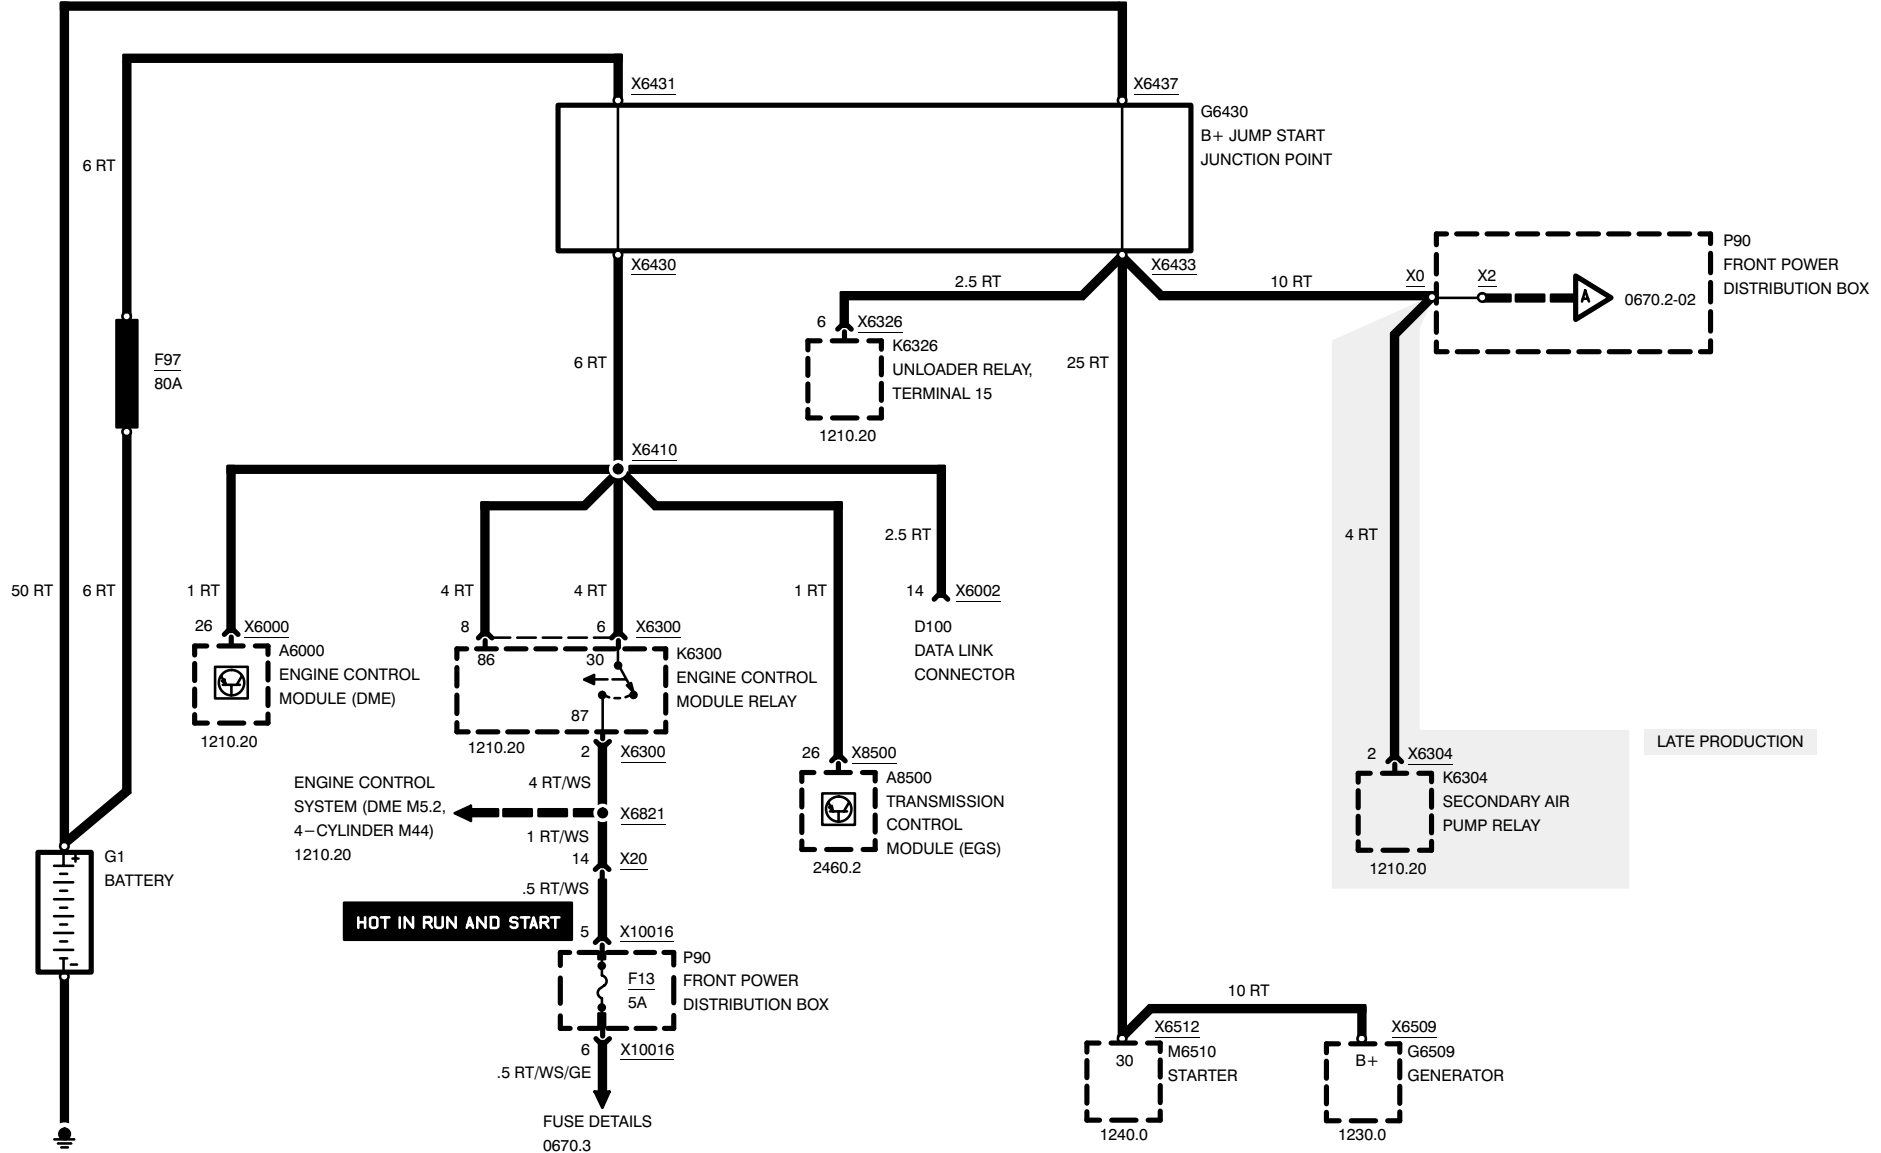 X6431
X6437
G6430
B+ JUMP START
JUNCTION POINT
6 RT
P90
FRONT POWER
DISTRIBUTION BOX
X6430
X6433
2.5 RT
10 RT
X0
X2
A
0670.2-02
6
X6326
K6326
UNLOADER RELAY,
TERMINAL 15
1210.20
F97
80A
6 RT
25 RT
X6410
2.5 RT
4 RT
50 RT
6 RT
1 RT
4 RT
4 RT
1 RT
14
X6002
D100
DATA LINK
CONNECTOR
26
X6000
A6000
ENGINE CONTROL
MODULE (DME)
1210.20
8
6
X6300
86
30
87
K6300
ENGINE CONTROL
MODULE RELAY
1210.20
2
X6300
26
X8500
A8500
TRANSMISSION
CONTROL
MODULE (EGS)
2460.2
LATE PRODUCTION
2
X6304
K6304
SECONDARY AIR
PUMP RELAY
1210.20
4 RT/WS
ENGINE CONTROL
SYSTEM (DME M5.2,
4−CYLINDER M44)
1210.20
X6821
1 RT/WS
14
X20
.5 RT/WS
G1
BATTERY
+
-
HOT IN RUN AND START
5
X10016
P90
FRONT POWER
DISTRIBUTION BOX
F13
5A
6
X10016
.5 RT/WS/GE
FUSE DETAILS
0670.3
10 RT
X6512
30
M6510
STARTER
1240.0
X6509
B+
G6509
GENERATOR
1230.0